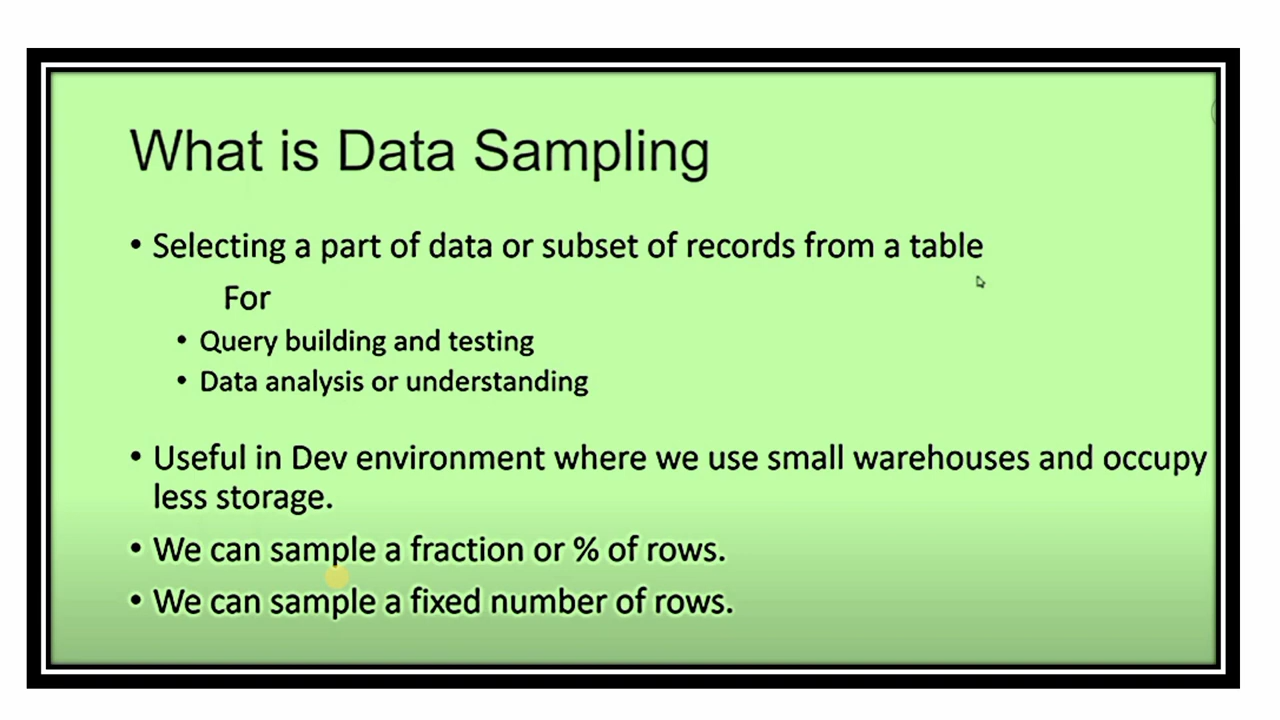 What is Data Sampling
• Selecting a part of data or subset of records from a table
For
• Query building and testing
• Data analysis or understanding
• Useful in Dev environment where we use small warehouses and occupy
less storage.
• We can sample a fraction or % of rows.
• We can sample a fixed number of rows.